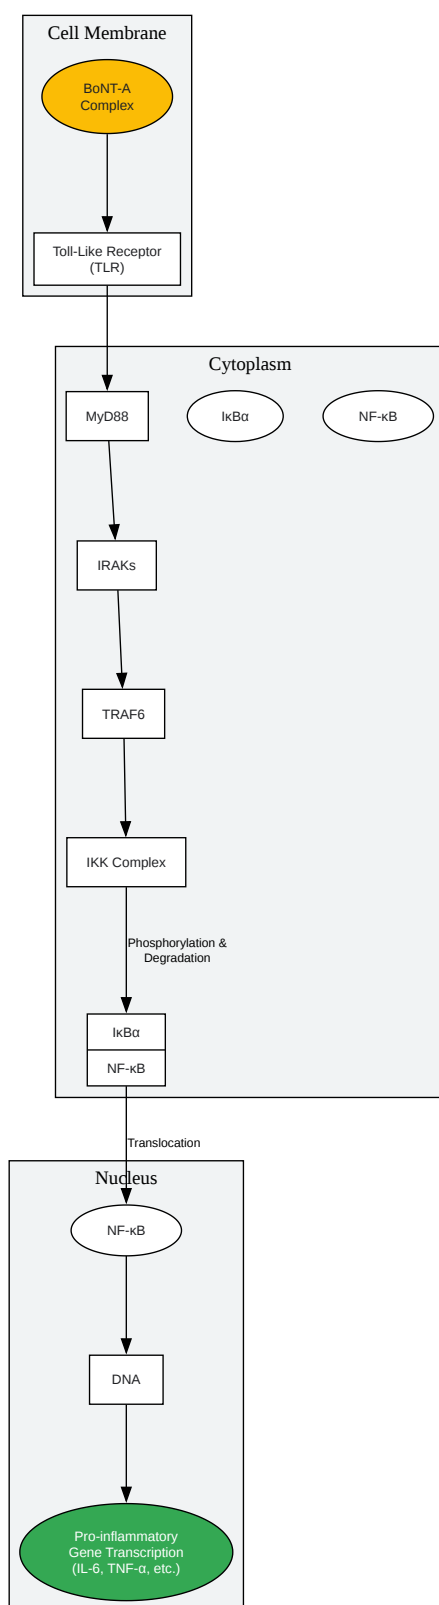 Cell Membrane
BoNT-A
Complex
Toll-Like Receptor
(TLR)
Cytoplasm
MyD88
IκBα
NF-κB
IRAKs
TRAF6
IKK Complex
Phosphorylation &
Degradation
IκBα
NF-κB
Translocation
Nucleus
NF-κB
DNA
Pro-inflammatory
Gene Transcription
(IL-6, TNF-α, etc.)